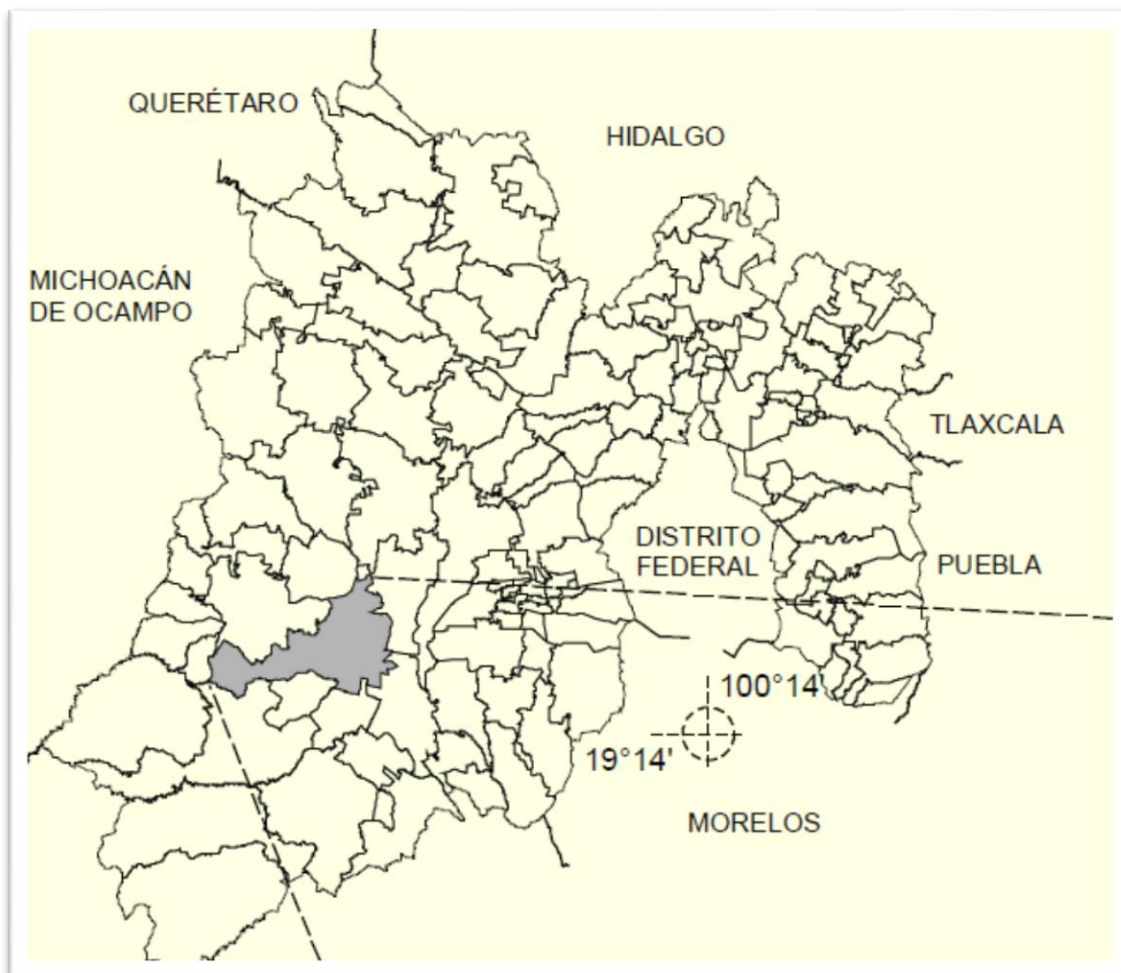 QUERÉTARO
HIDALGO
MICHOACÁN
DE OCAMPO
TLAXCALA
DISTRITO
FEDERAL
PUEBLA
100°14'
19°14'
MORELOS